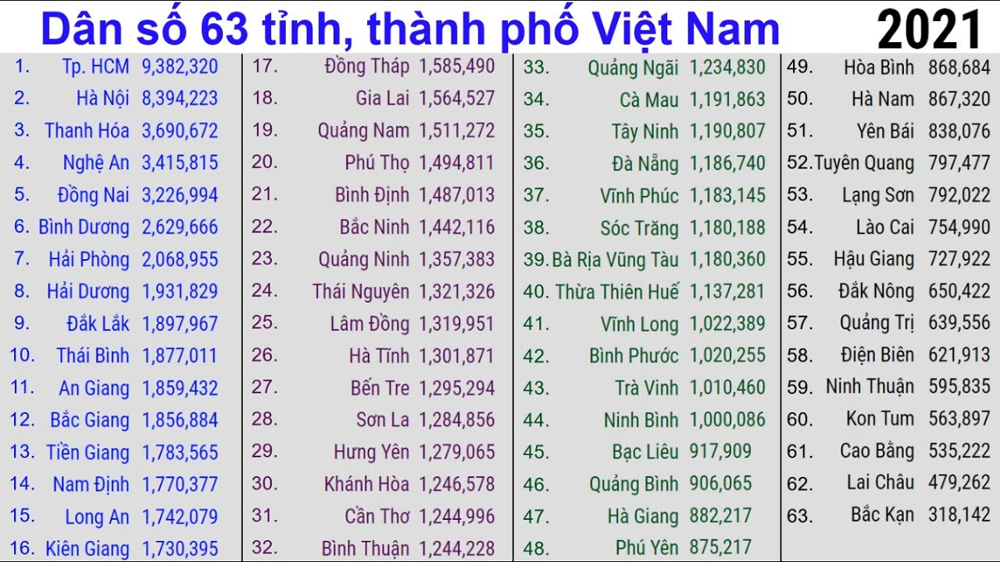 Dân số 63 tỉnh, thành phố Việt Nam 2021
1. Tp. HCM 9,382,320
2. Hà Nội 8,394,223
3. Thanh Hóa 3,690,672
4. Nghệ An 3,415,815
5. Đồng Nai 3,226,994
6. Bình Dương 2,629,666
7. Hải Phòng 2,068,955
8. Hải Dương 1,931,829
9. Đắk Lắk 1,897,967
10. Thái Bình 1,877,011
11. An Giang 1,859,432
12. Bắc Giang 1,856,884
13. Tiền Giang 1,783,565
14. Nam Định 1,770,377
15. Long An 1,742,079
16. Kiên Giang 1,730,395
17. Đồng Tháp 1,585,490
18. Gia Lai 1,564,527
19. Quảng Nam 1,511,272
20. Phú Thọ 1,494,811
21. Bình Định 1,487,013
22. Bắc Ninh 1,442,116
23. Quảng Ninh 1,357,383
24. Thái Nguyên 1,321,326
25. Lâm Đồng 1,319,951
26. Hà Tĩnh 1,301,871
27. Bến Tre 1,295,294
28. Sơn La 1,284,856
29. Hưng Yên 1,279,065
30. Khánh Hòa 1,246,578
31. Cần Thơ 1,244,996
32. Bình Thuận 1,244,228
33. Quảng Ngãi 1,234,830
34. Cà Mau 1,191,863
35. Tây Ninh 1,190,807
36. Đà Nẵng 1,186,740
37. Vĩnh Phúc 1,183,145
38. Sóc Trăng 1,180,188
39. Bà Rịa Vũng Tàu 1,180,360
40. Thừa Thiên Huế 1,137,281
41. Vĩnh Long 1,022,389
42. Bình Phước 1,020,255
43. Trà Vinh 1,010,460
44. Ninh Bình 1,000,086
45. Bạc Liêu 917,909
46. Quảng Bình 906,065
47. Hà Giang 882,217
48. Phú Yên 875,217
49. Hòa Bình 868,684
50. Hà Nam 867,320
51. Yên Bái 838,076
52. Tuyên Quang 797,477
53. Lạng Sơn 792,022
54. Lào Cai 754,990
55. Hậu Giang 727,922
56. Đắk Nông 650,422
57. Quảng Trị 639,556
58. Điện Biên 621,913
59. Ninh Thuận 595,835
60. Kon Tum 563,897
61. Cao Bằng 535,222
62. Lai Châu 479,262
63. Bắc Kạn 318,142